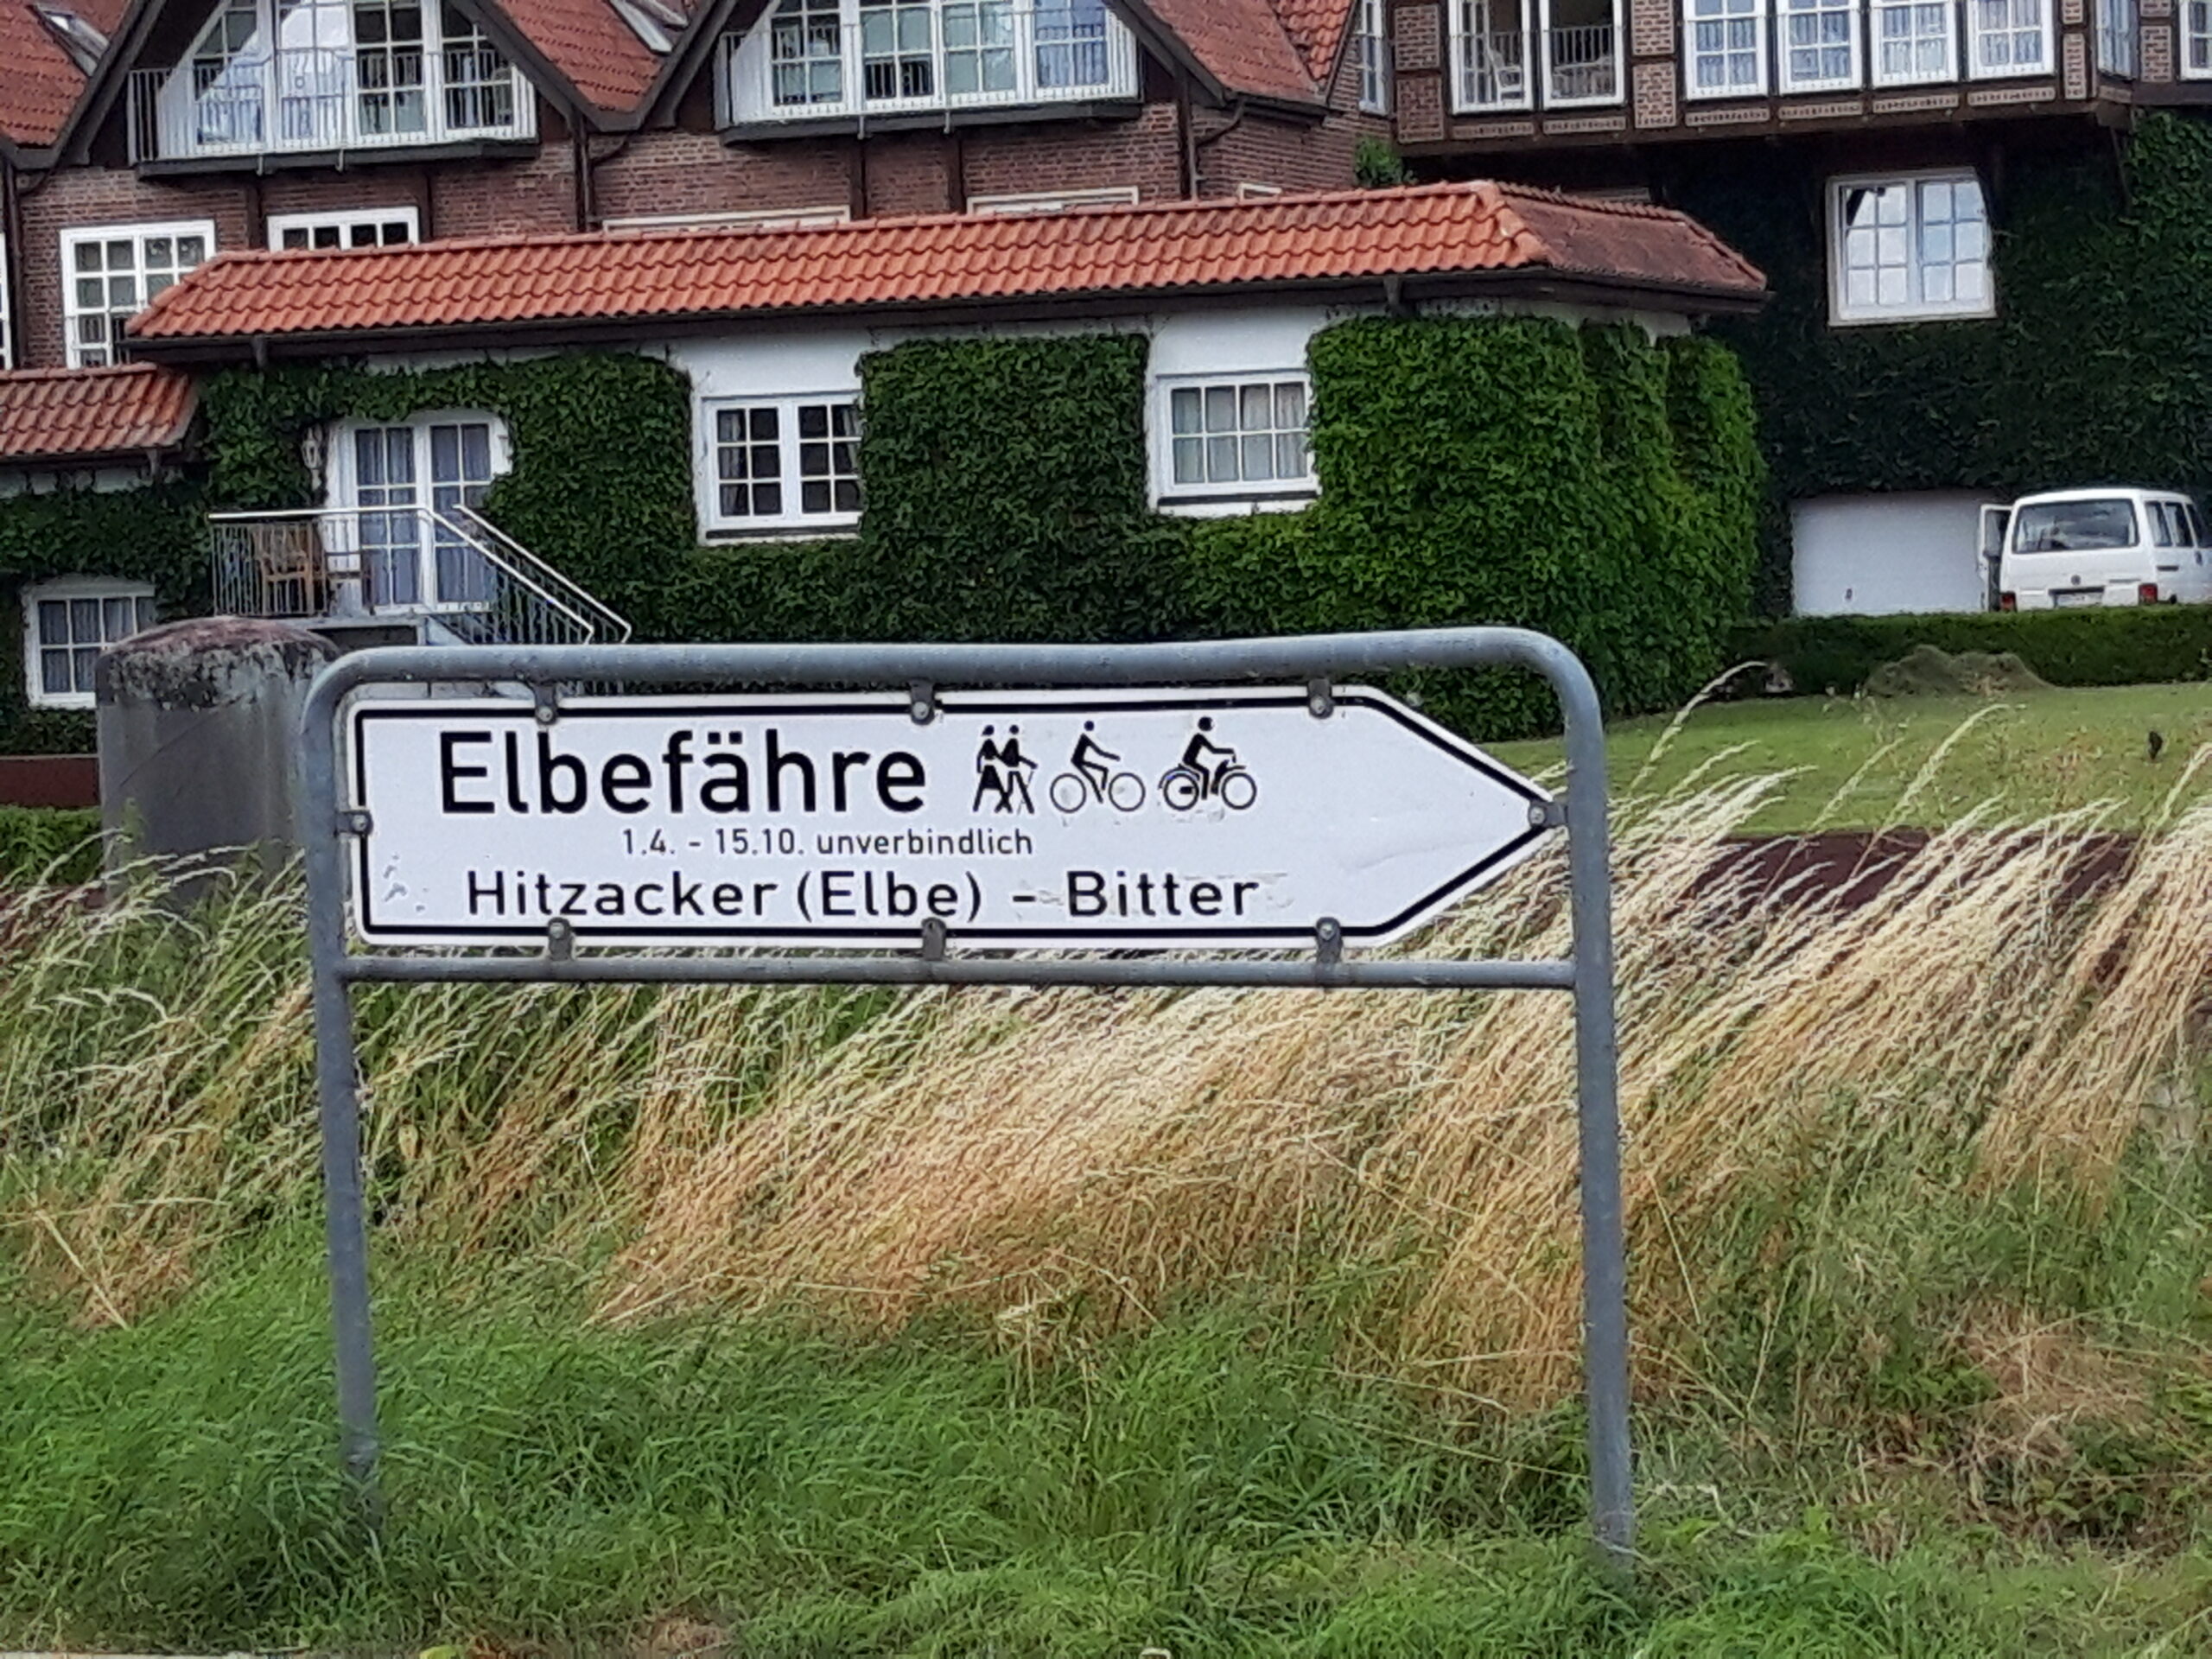 Elbefähre
1.4. - 15.10. unverbindlich
Hitzacker (Elbe) - Bitter